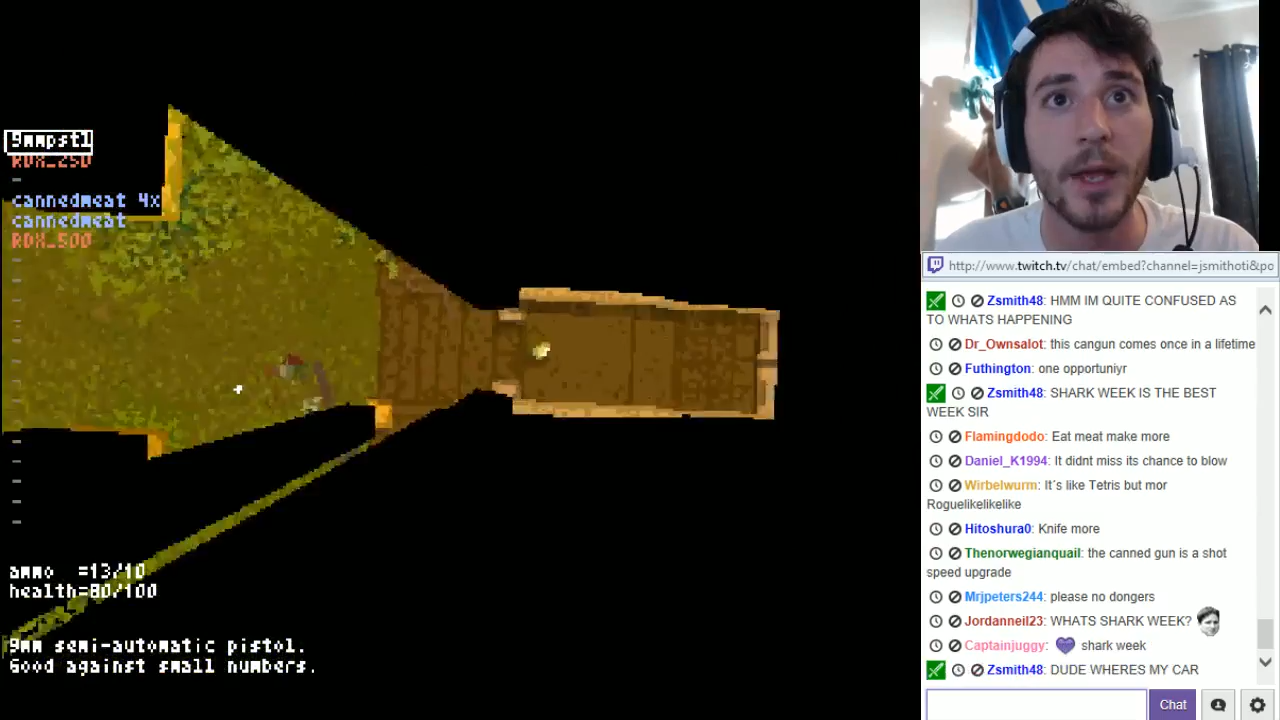 9mmpstl
RDX_250
cannedmeat 4x
cannedmeat
RDX_500
ammo =13/10
health=80/100
9mm semi-automatic pistol.
Good against small numbers.
http://www.twitch.tv/chat/embed?channel=jsmithoti&po
Zsmith48: HMM IM QUITE CONFUSED AS
TO WHATS HAPPENING
Dr_Ownsalot: this cangun comes once in a lifetime
Futhington: one opportuniyr
Zsmith48: SHARK WEEK IS THE BEST
WEEK SIR
Flamingdodo: Eat meat make more
Daniel_K1994: It didnt miss its chance to blow
Wirbelwurm: It´s like Tetris but mor
Roguelikelikelike
Hitoshura0: Knife more
Thenorwegianquail: the canned gun is a shot
speed upgrade
Mrjpeters244: please no dongers
Jordanneil23: WHATS SHARK WEEK?
Captainjuggy: shark week
Zsmith48: DUDE WHERES MY CAR
Chat